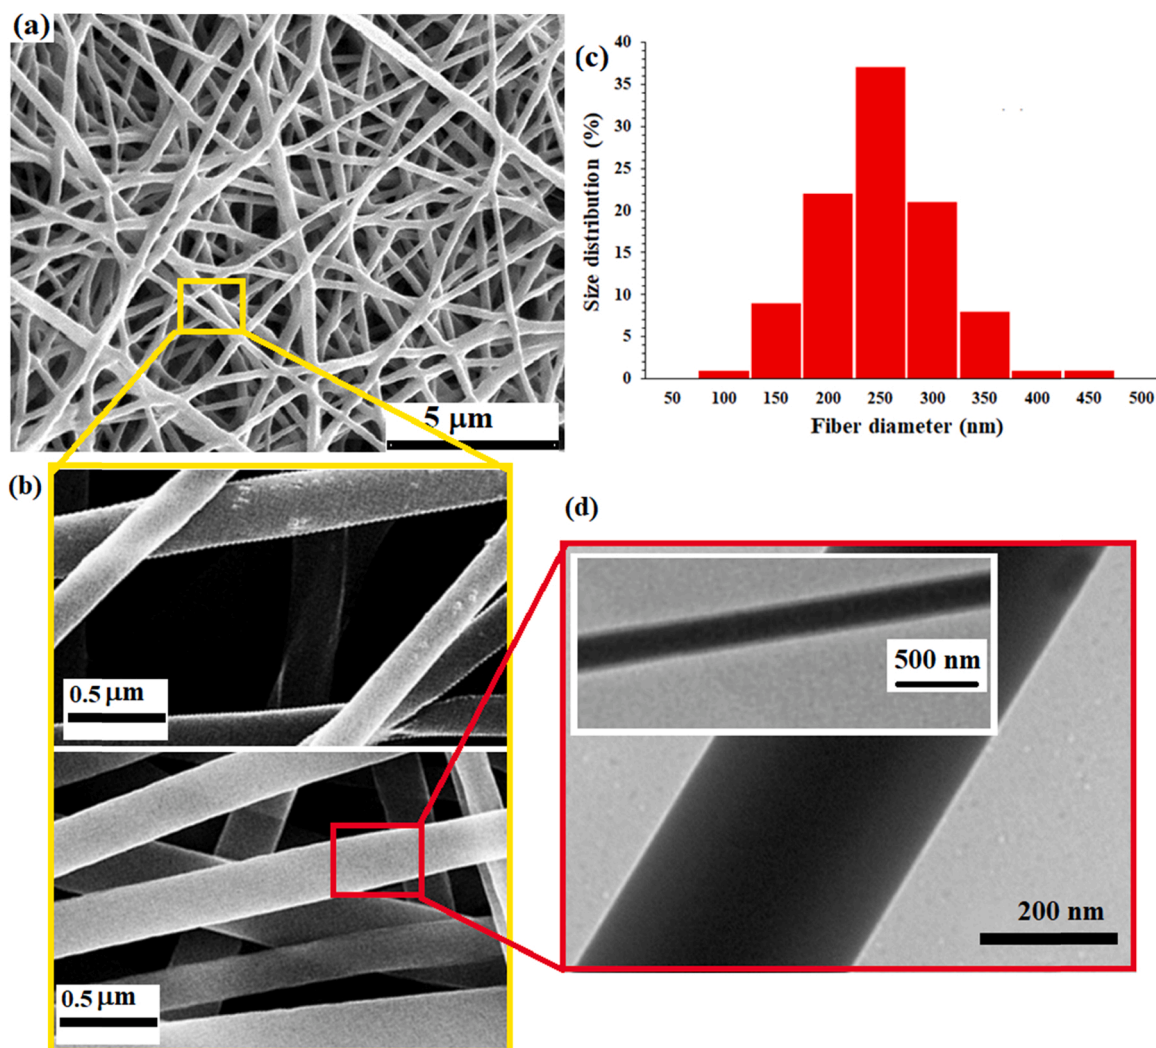 (a)
5 μm
(c)
Size distribution (%)
40
35
30
25
20
15
10
5
0
50 100 150 200 250 300 350 400 450 500
Fiber diameter (nm)
(b)
0.5 μm
0.5 μm
(d)
500 nm
200 nm